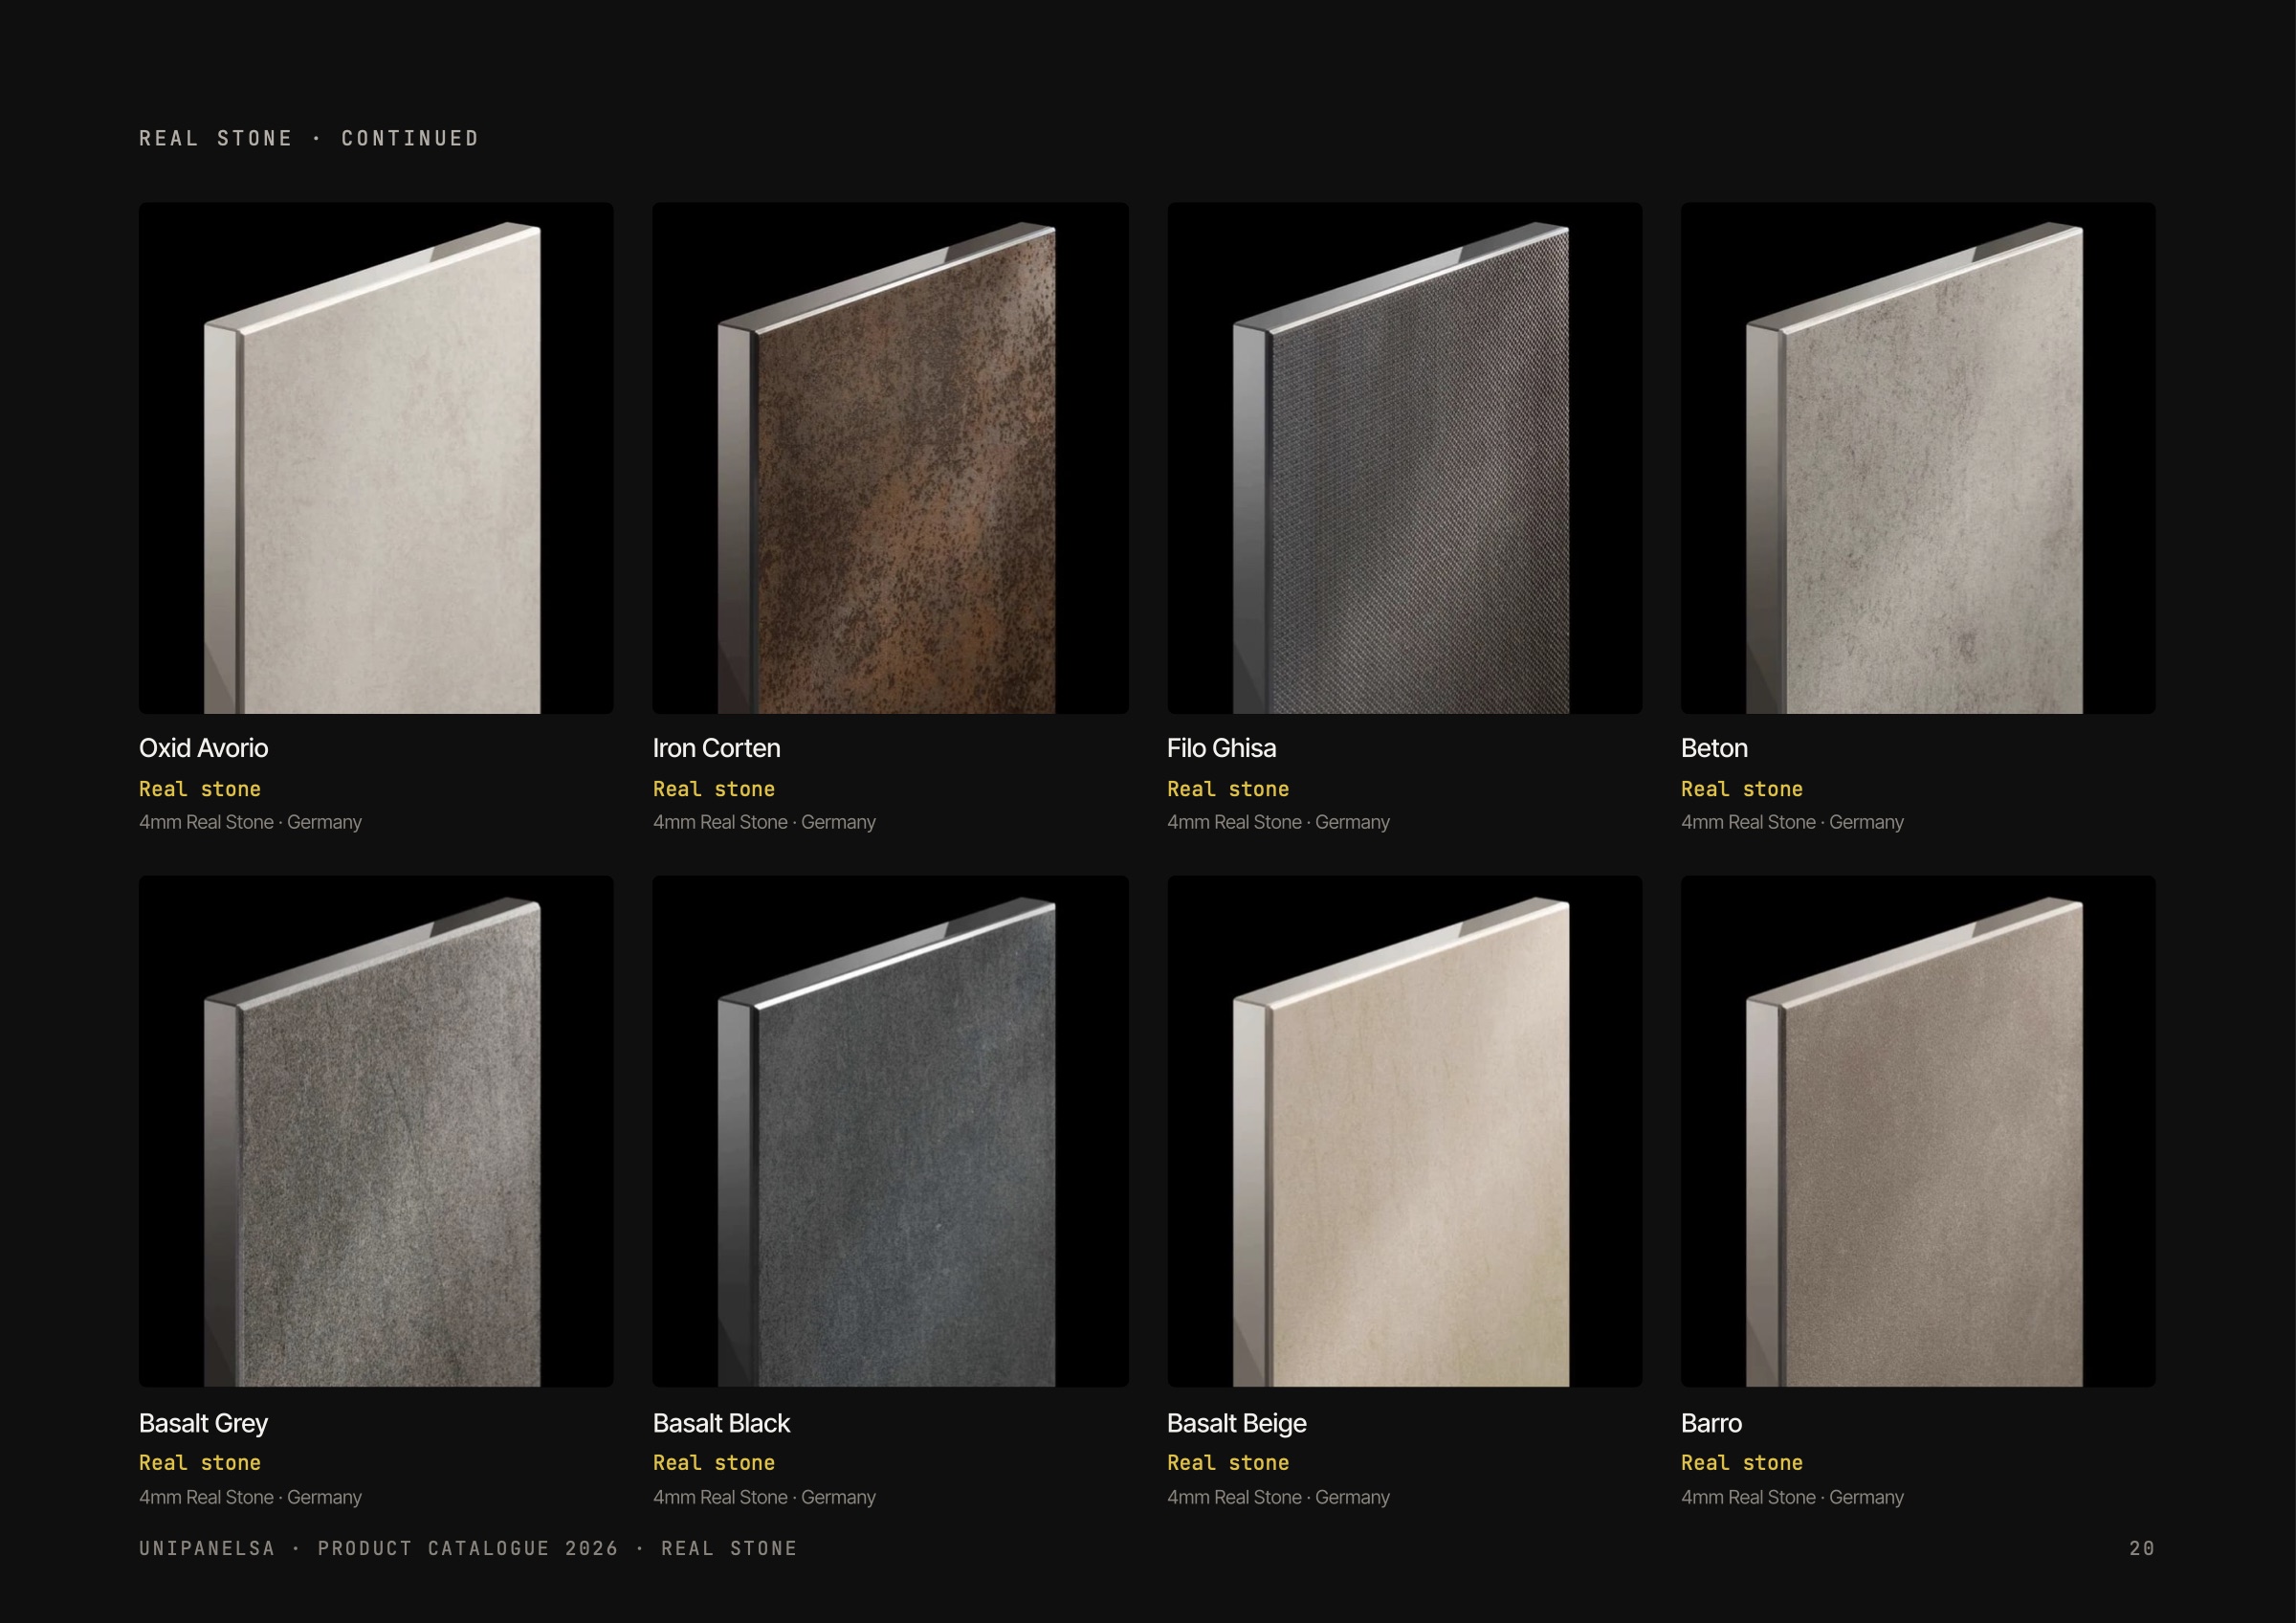 REAL STONE · CONTINUED
Oxid Avorio
Real stone
4mm Real Stone · Germany
Iron Corten
Real stone
4mm Real Stone · Germany
Filo Ghisa
Real stone
4mm Real Stone · Germany
Beton
Real stone
4mm Real Stone · Germany
Basalt Grey
Real stone
4mm Real Stone · Germany
Basalt Black
Real stone
4mm Real Stone · Germany
Basalt Beige
Real stone
4mm Real Stone · Germany
Barro
Real stone
4mm Real Stone · Germany
UNIPANELSA · PRODUCT CATALOGUE 2026 · REAL STONE
20